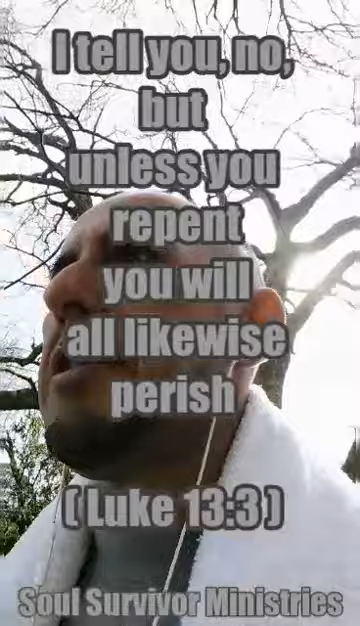 I tell you, no,
but
unless you
repent
you will
all likewise
perish
( Luke 13:3 )
Soul Survivor Ministries